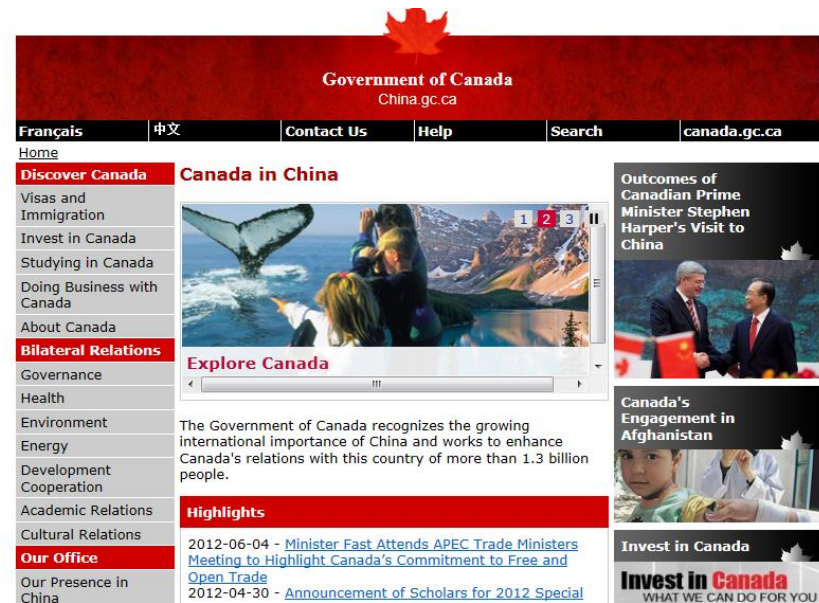 Government of Canada
China.gc.ca
Français 中文 Contact Us Help Search canada.gc.ca
Home
Discover Canada
Visas and
Immigration
Invest in Canada
Studying in Canada
Doing Business with
Canada
About Canada
Bilateral Relations
Governance
Health
Environment
Energy
Development
Cooperation
Academic Relations
Cultural Relations
Our Office
Our Presence in
China
Canada in China
1 2 3
Explore Canada
The Government of Canada recognizes the growing
international importance of China and works to enhance
Canada's relations with this country of more than 1.3 billion
people.
Highlights
2012-06-04 - Minister Fast Attends APEC Trade Ministers
Meeting to Highlight Canada's Commitment to Free and
Open Trade
2012-04-30 - Announcement of Scholars for 2012 Special
Outcomes of
Canadian Prime
Minister Stephen
Harper's Visit to
China
Canada's
Engagement in
Afghanistan
Invest in Canada
Invest in Canada
WHAT WE CAN DO FOR YOU